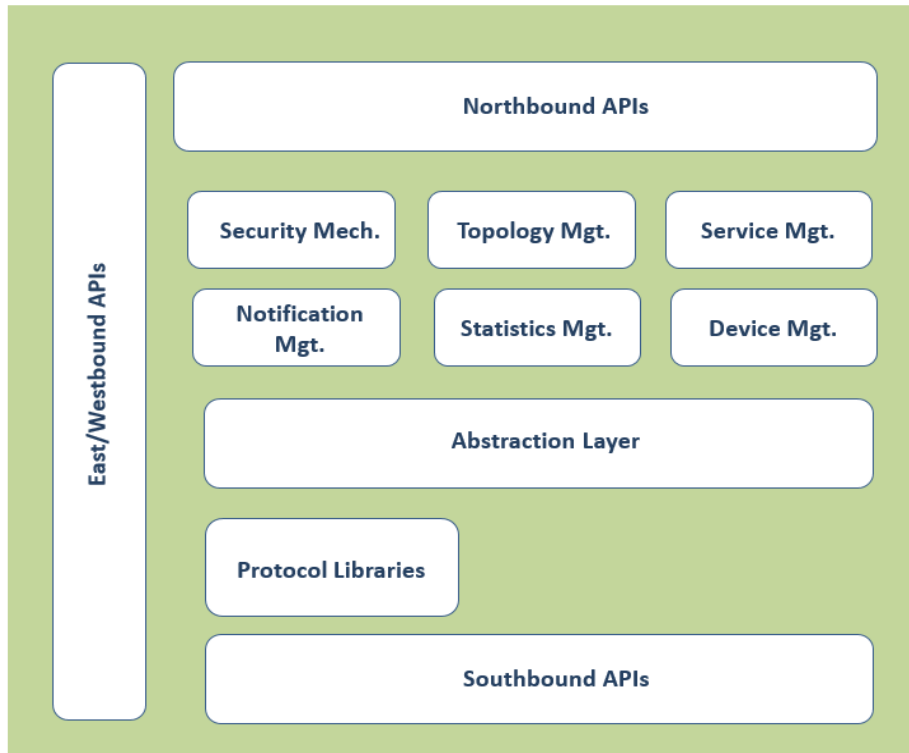 Northbound APIs
Security Mech.
Topology Mgt.
Service Mgt.
Notification
Mgt.
Statistics Mgt.
Device Mgt.
East/Westbound APIs
Abstraction Layer
Protocol Libraries
Southbound APIs